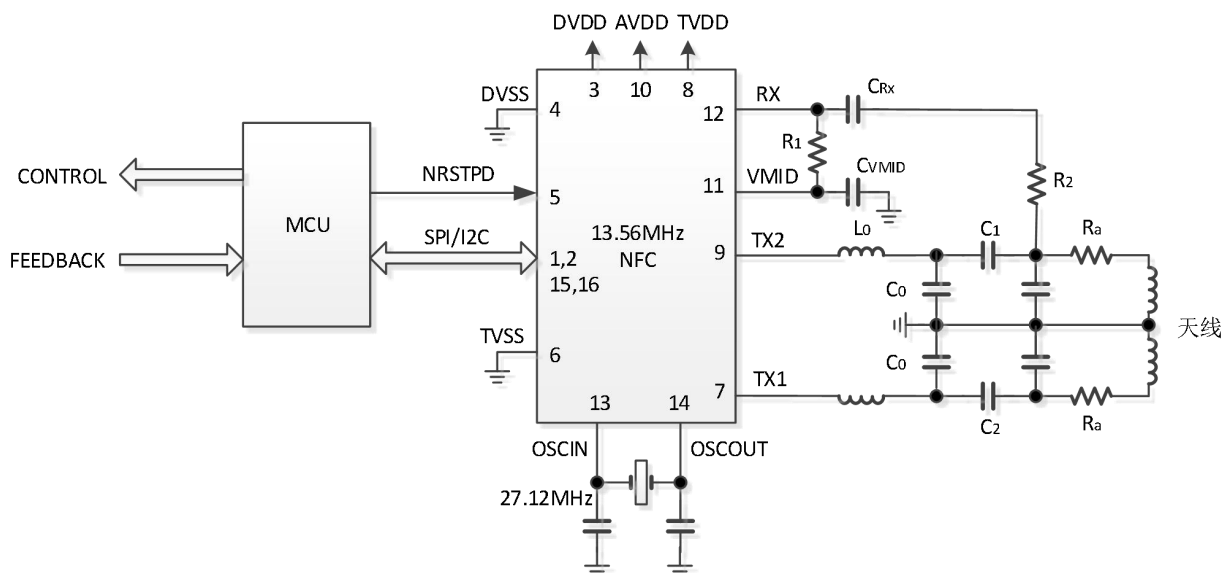 DVDD AVDD TVDD
3 10 8
DVSS
4
RX
12
CRx
R1
CVMID
VMID
11
R2
CONTROL
NRSTPD
5
MCU
FEEDBACK
SPI/I2C
1,2
15,16
13.56MHz
NFC
TX2
9
L0
C1
Ra
C0
天线
TVSS
6
C0
TX1
7
C2
Ra
13 14
OSCIN OSCOUT
27.12MHz